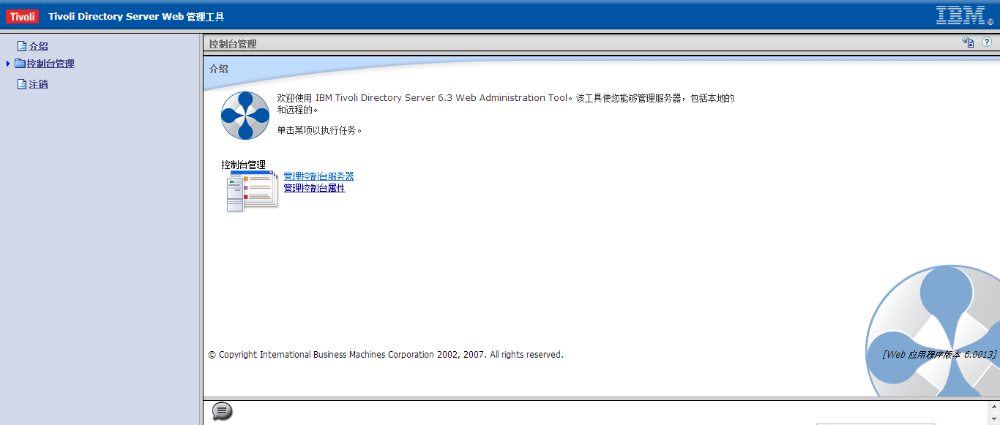 Tivoli Tivoli Directory Server Web 管理工具 IBM
介绍
控制台管理
注销
控制台管理
介绍
欢迎使用 IBM Tivoli Directory Server 6.3 Web Administration Tool。该工具使您能够管理服务器，包括本地的
和远程的。
单击某项以执行任务。
控制台管理
管理控制台服务器
管理控制台属性
© Copyright International Business Machines Corporation 2002, 2007. All rights reserved.
[Web 应用程序版本 6.0013]